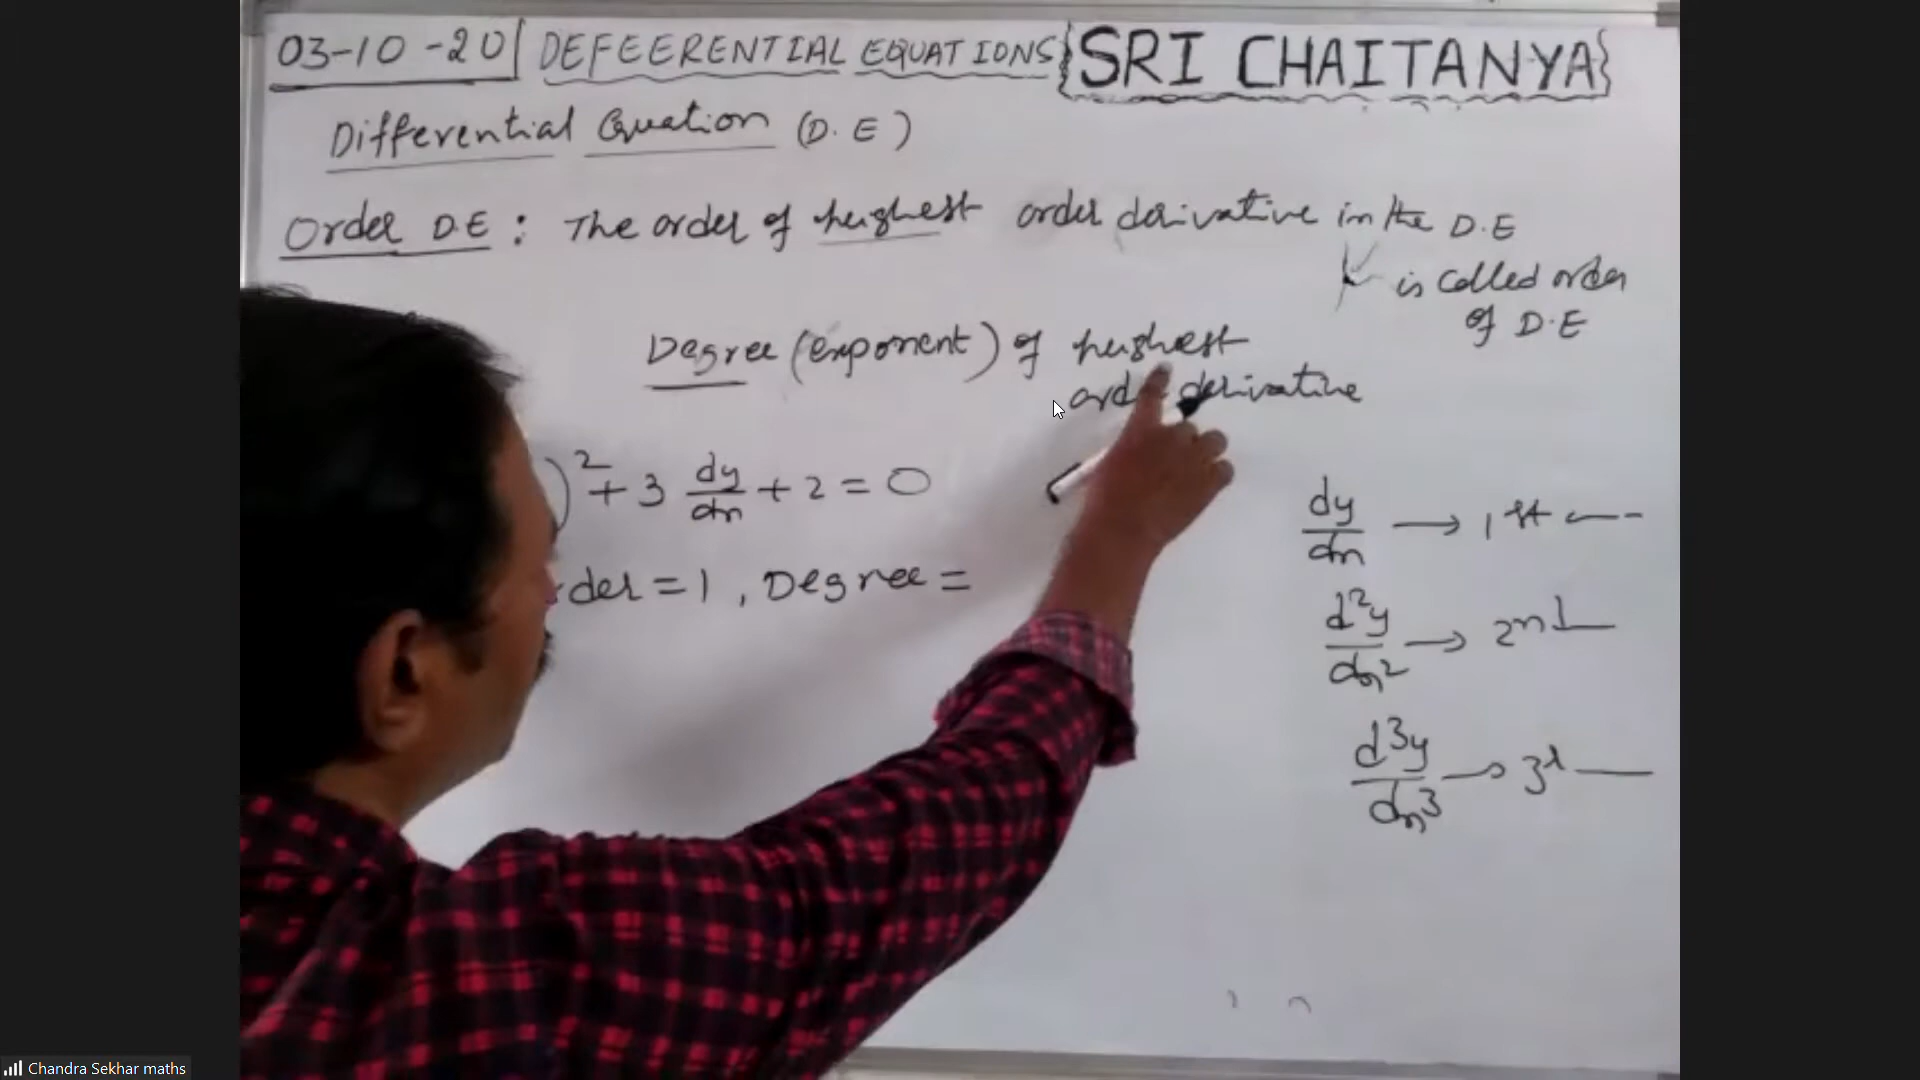 03-10-20 | DEFEERENTIAL EQUATIONS {SRI CHAITANYA}
Differential Equation (D.E)
Order D.E : The order of heighest order derivative in the D.E
is called order
of D.E
Degree (exponent) of heighest
order derivative
)² + 3 dy/dx + 2 = 0
der = 1 , Degree =
dy/dx → 1st
d²y/dx² → 2nd
d³y/dx³ → 3rd
Chandra Sekhar maths